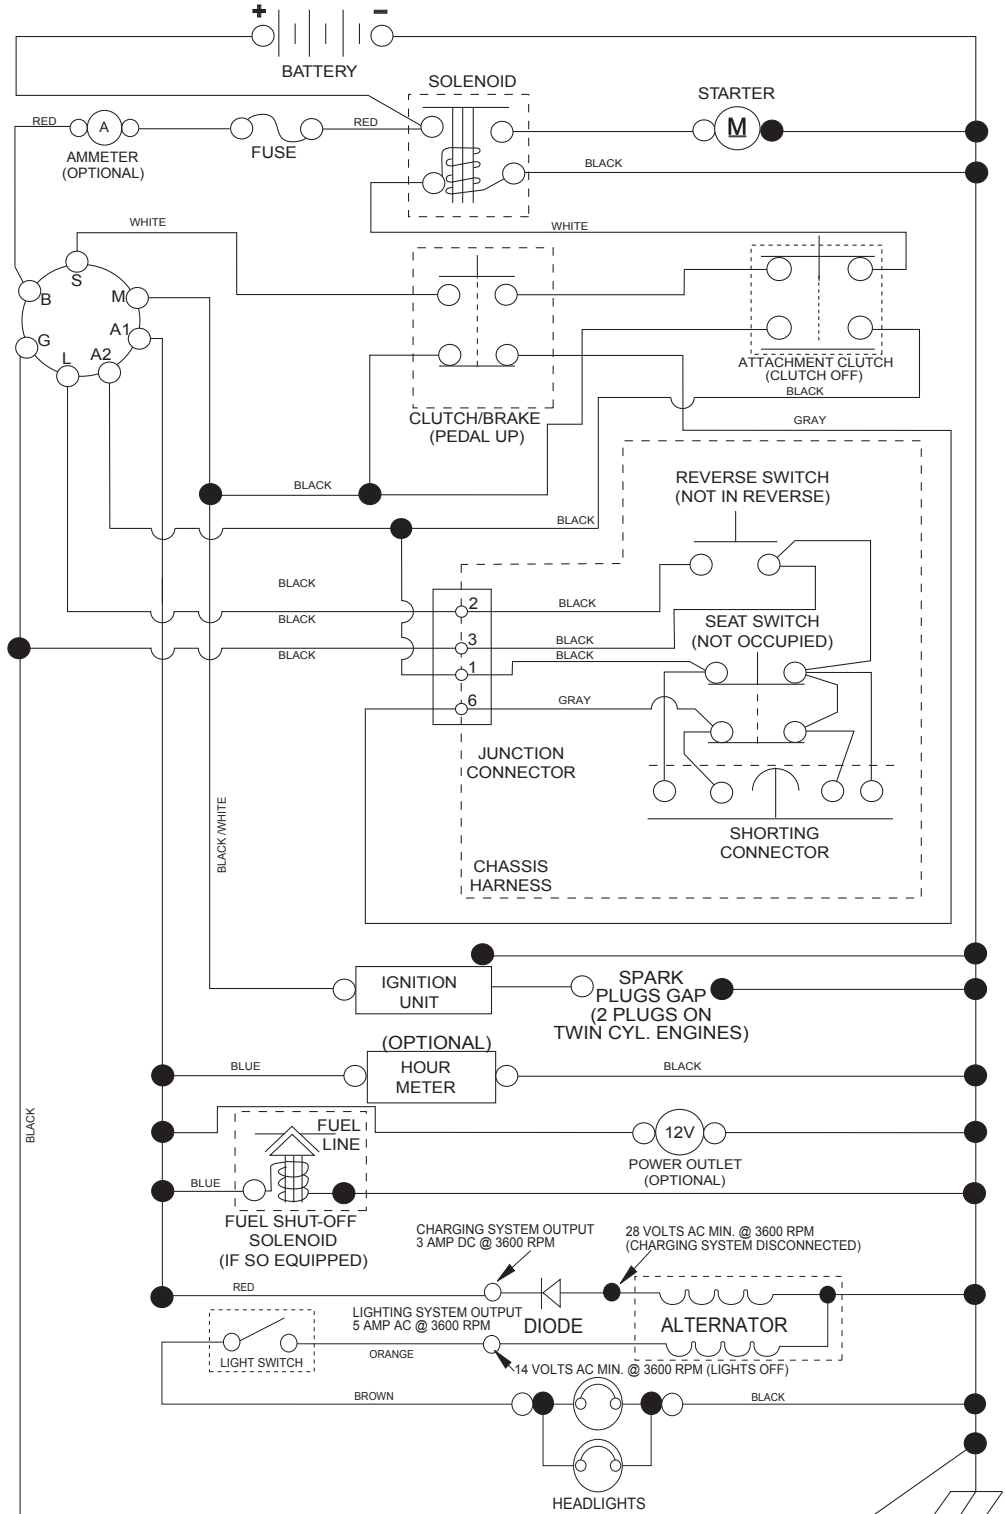 + −
BATTERY
SOLENOID
STARTER
RED
A
RED
M
AMMETER
(OPTIONAL)
FUSE
BLACK
WHITE
WHITE
S
B
M
A1
G
L
A2
ATTACHMENT CLUTCH
(CLUTCH OFF)
BLACK
CLUTCH/BRAKE
(PEDAL UP)
GRAY
REVERSE SWITCH
(NOT IN REVERSE)
BLACK
BLACK
BLACK
2
BLACK
BLACK
SEAT SWITCH
(NOT OCCUPIED)
3
BLACK
BLACK
BLACK
1
6
GRAY
JUNCTION
CONNECTOR
BLACK /WHITE
SHORTING
CONNECTOR
CHASSIS
HARNESS
IGNITION
UNIT
SPARK
PLUGS GAP
(2 PLUGS ON
TWIN CYL. ENGINES)
(OPTIONAL)
HOUR
METER
BLUE
BLACK
BLACK
FUEL
LINE
12V
POWER OUTLET
(OPTIONAL)
BLUE
FUEL SHUT-OFF
SOLENOID
(IF SO EQUIPPED)
CHARGING SYSTEM OUTPUT
3 AMP DC @ 3600 RPM
28 VOLTS AC MIN. @ 3600 RPM
(CHARGING SYSTEM DISCONNECTED)
RED
LIGHTING SYSTEM OUTPUT
5 AMP AC @ 3600 RPM
DIODE
ALTERNATOR
LIGHT SWITCH
ORANGE
14 VOLTS AC MIN. @ 3600 RPM (LIGHTS OFF)
BROWN
BLACK
HEADLIGHTS